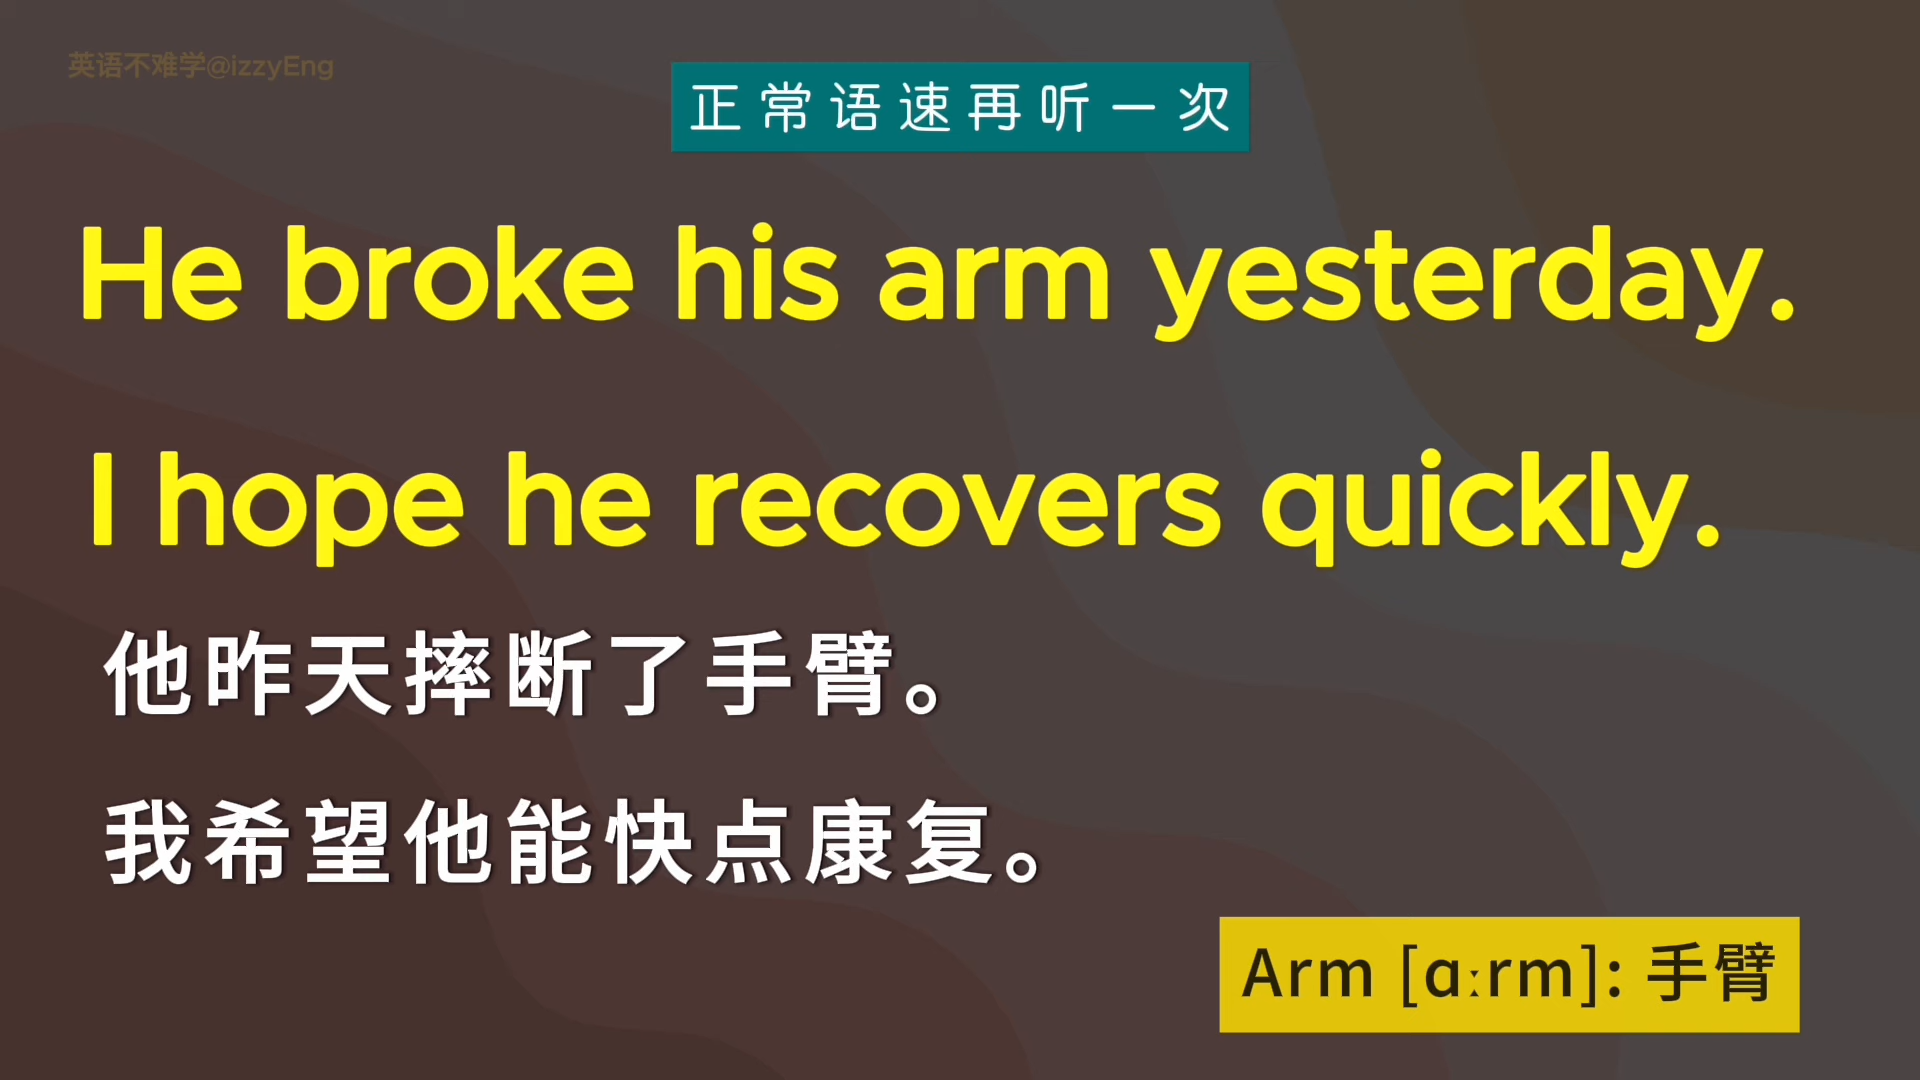 英语不难学@izzyEng
正常语速再听一次
He broke his arm yesterday.
I hope he recovers quickly.
他昨天摔断了手臂。
我希望他能快点康复。
Arm [ɑːrm]: 手臂